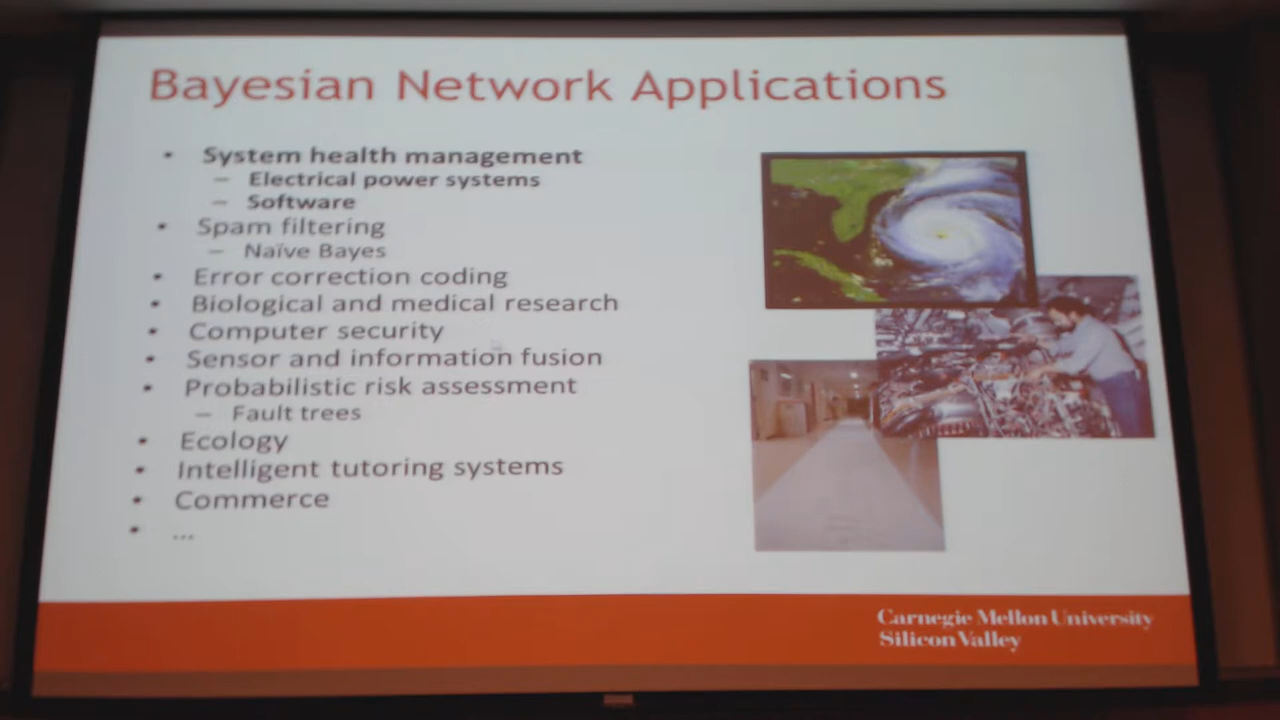 Bayesian Network Applications
• System health management
– Electrical power systems
– Software
• Spam filtering
– Naïve Bayes
• Error correction coding
• Biological and medical research
• Computer security
• Sensor and information fusion
• Probabilistic risk assessment
– Fault trees
• Ecology
• Intelligent tutoring systems
• Commerce
• ...
Carnegie Mellon University
Silicon Valley